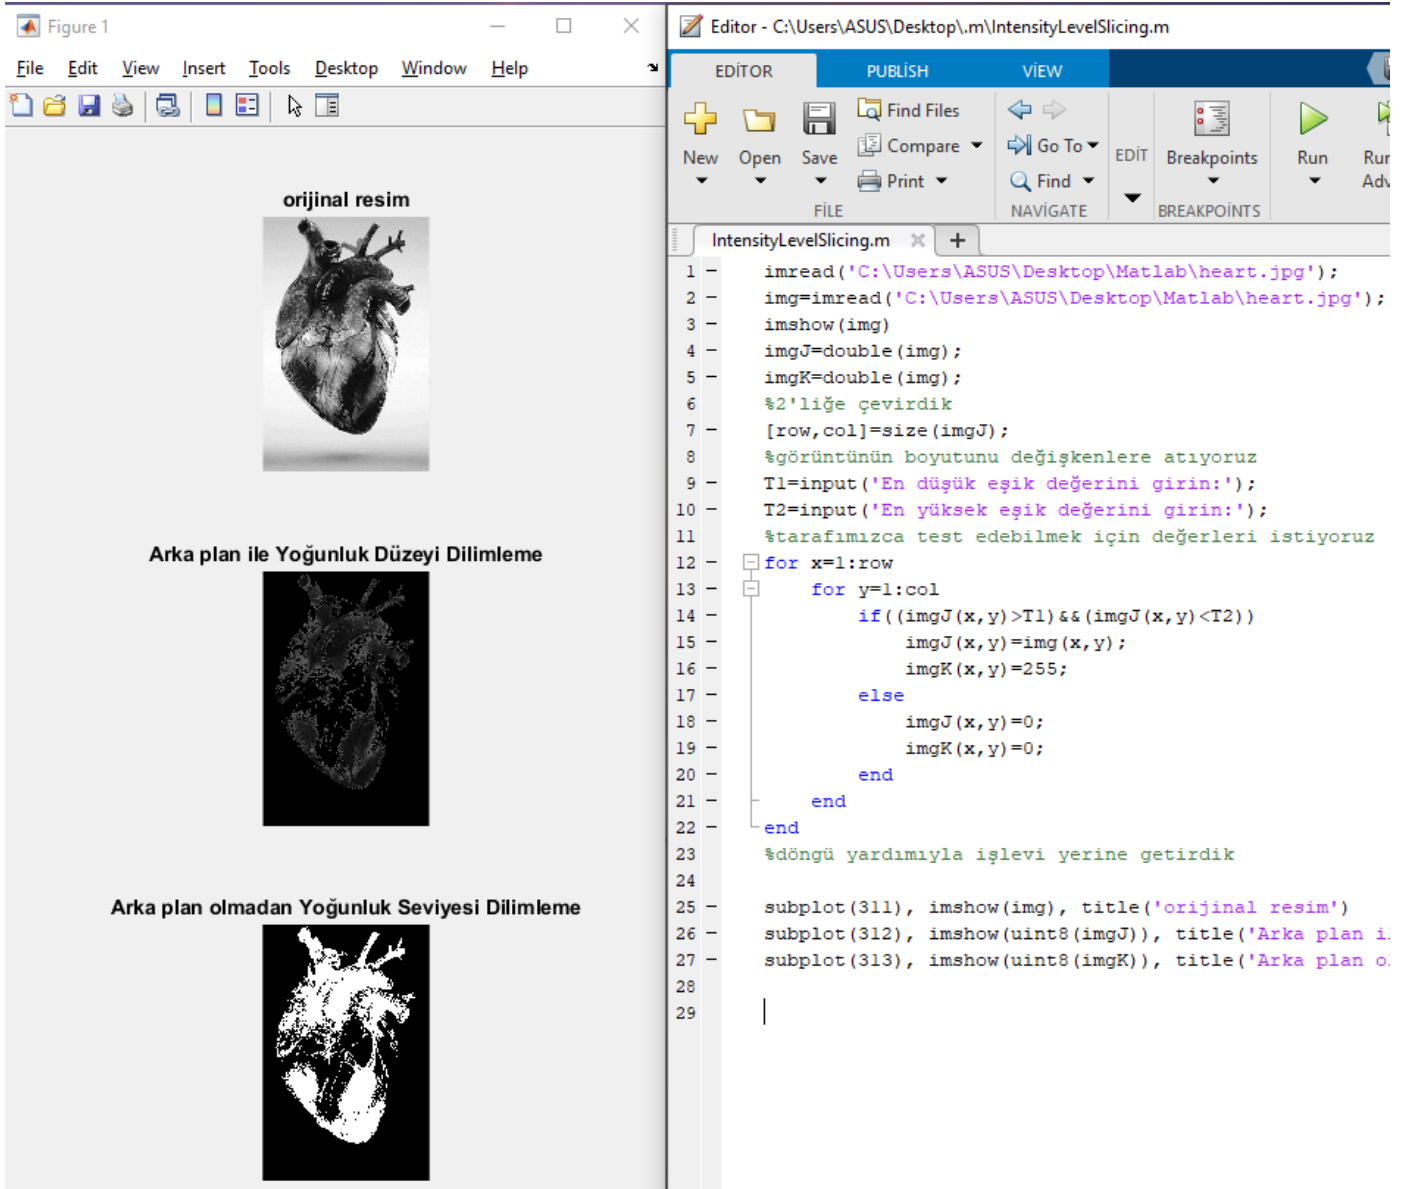 Figure 1
File Edit View Insert Tools Desktop Window Help
orijinal resim
Arka plan ile Yoğunluk Düzeyi Dilimleme
Arka plan olmadan Yoğunluk Seviyesi Dilimleme
Editor - C:\Users\ASUS\Desktop\.m\IntensityLevelSlicing.m
EDİTOR PUBLİSH VİEW
New Open Save Find Files Compare Print Go To Find EDİT Breakpoints Run
FİLE NAVİGATE BREAKPOİNTS
IntensityLevelSlicing.m
1 imread('C:\Users\ASUS\Desktop\Matlab\heart.jpg');
2 img=imread('C:\Users\ASUS\Desktop\Matlab\heart.jpg');
3 imshow(img)
4 imgJ=double(img);
5 imgK=double(img);
6 %2'liğe çevirdik
7 [row,col]=size(imgJ);
8 %görüntünün boyutunu değişkenlere atıyoruz
9 T1=input('En düşük eşik değerini girin:');
10 T2=input('En yüksek eşik değerini girin:');
11 %tarafımızca test edebilmek için değerleri istiyoruz
12 for x=1:row
13 for y=1:col
14 if((imgJ(x,y)>T1)&&(imgJ(x,y)<T2))
15 imgJ(x,y)=img(x,y);
16 imgK(x,y)=255;
17 else
18 imgJ(x,y)=0;
19 imgK(x,y)=0;
20 end
21 end
22 end
23 %döngü yardımıyla işlevi yerine getirdik
24
25 subplot(311), imshow(img), title('orijinal resim')
26 subplot(312), imshow(uint8(imgJ)), title('Arka plan
27 subplot(313), imshow(uint8(imgK)), title('Arka plan
28
29